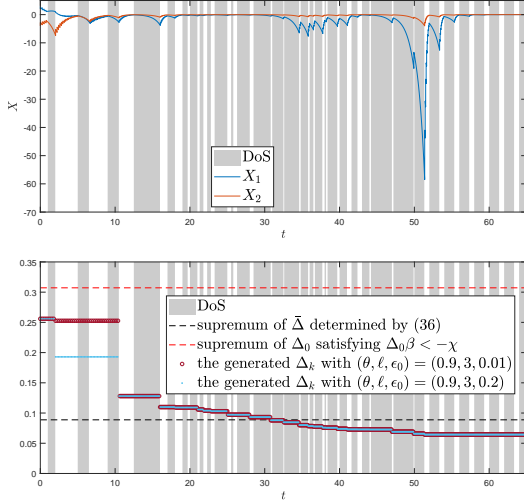 0
-10
-20
-30
-40
-50
-60
-70
X
0 10 20 30 40 50 60
t
DoS
X₁
X₂
0.35
0.3
0.25
0.2
0.15
0.1
0.05
0
0 10 20 30 40 50 60
t
DoS
supremum of Δ̄ determined by (36)
supremum of Δ₀ satisfying Δ₀β < −χ
the generated Δₖ with (θ, ℓ, ϵ₀) = (0.9, 3, 0.01)
the generated Δₖ with (θ, ℓ, ϵ₀) = (0.9, 3, 0.2)